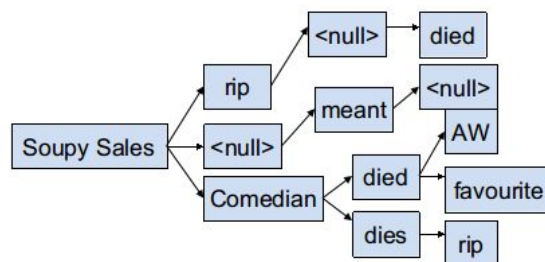 <null> died
rip
<null>
meant
AW
Soupy Sales <null>
died
Comedian favourite
dies rip